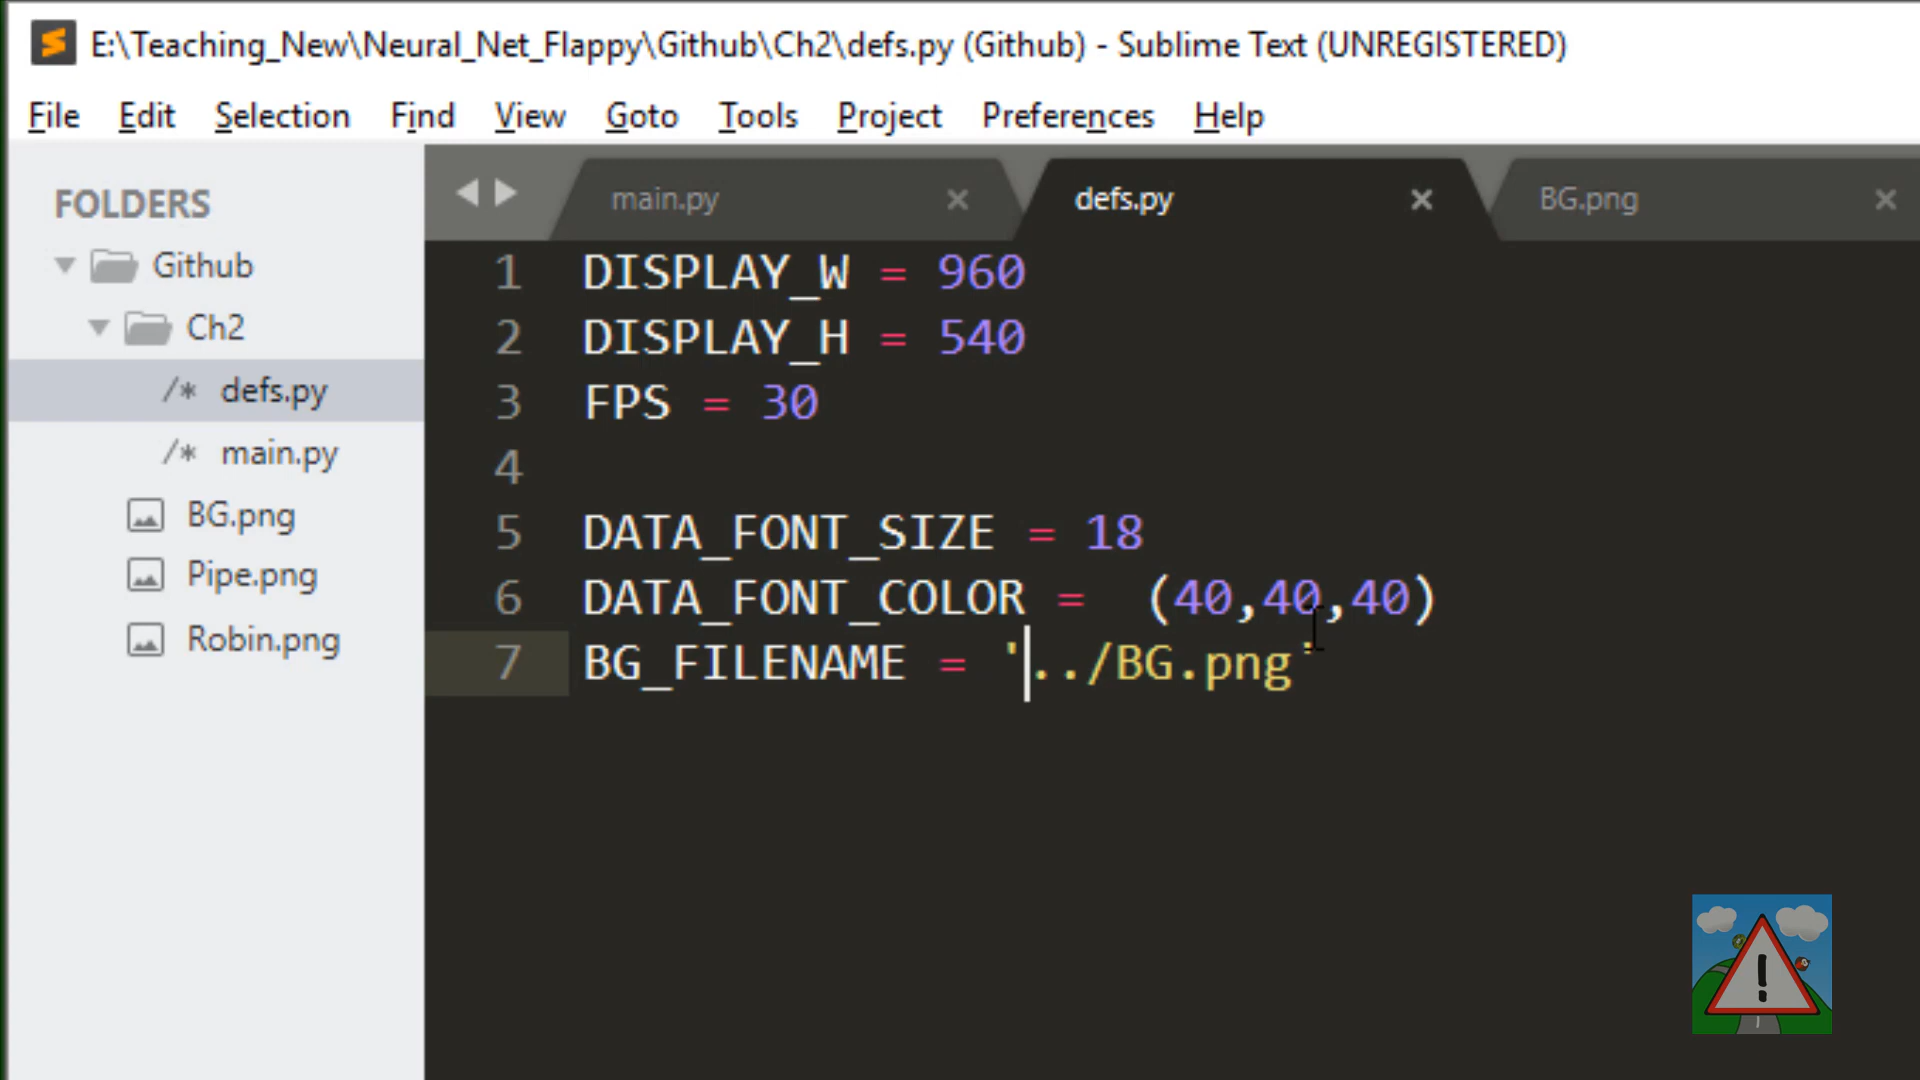 E:\Teaching_New\Neural_Net_Flappy\Github\Ch2\defs.py (Github) - Sublime Text (UNREGISTERED)
File Edit Selection Find View Goto Tools Project Preferences Help
FOLDERS
Github
Ch2
/* defs.py
/* main.py
BG.png
Pipe.png
Robin.png
main.py × defs.py × BG.png ×
1 DISPLAY_W = 960
2 DISPLAY_H = 540
3 FPS = 30
4
5 DATA_FONT_SIZE = 18
6 DATA_FONT_COLOR =  (40,40,40)
7 BG_FILENAME = '../BG.png'
!